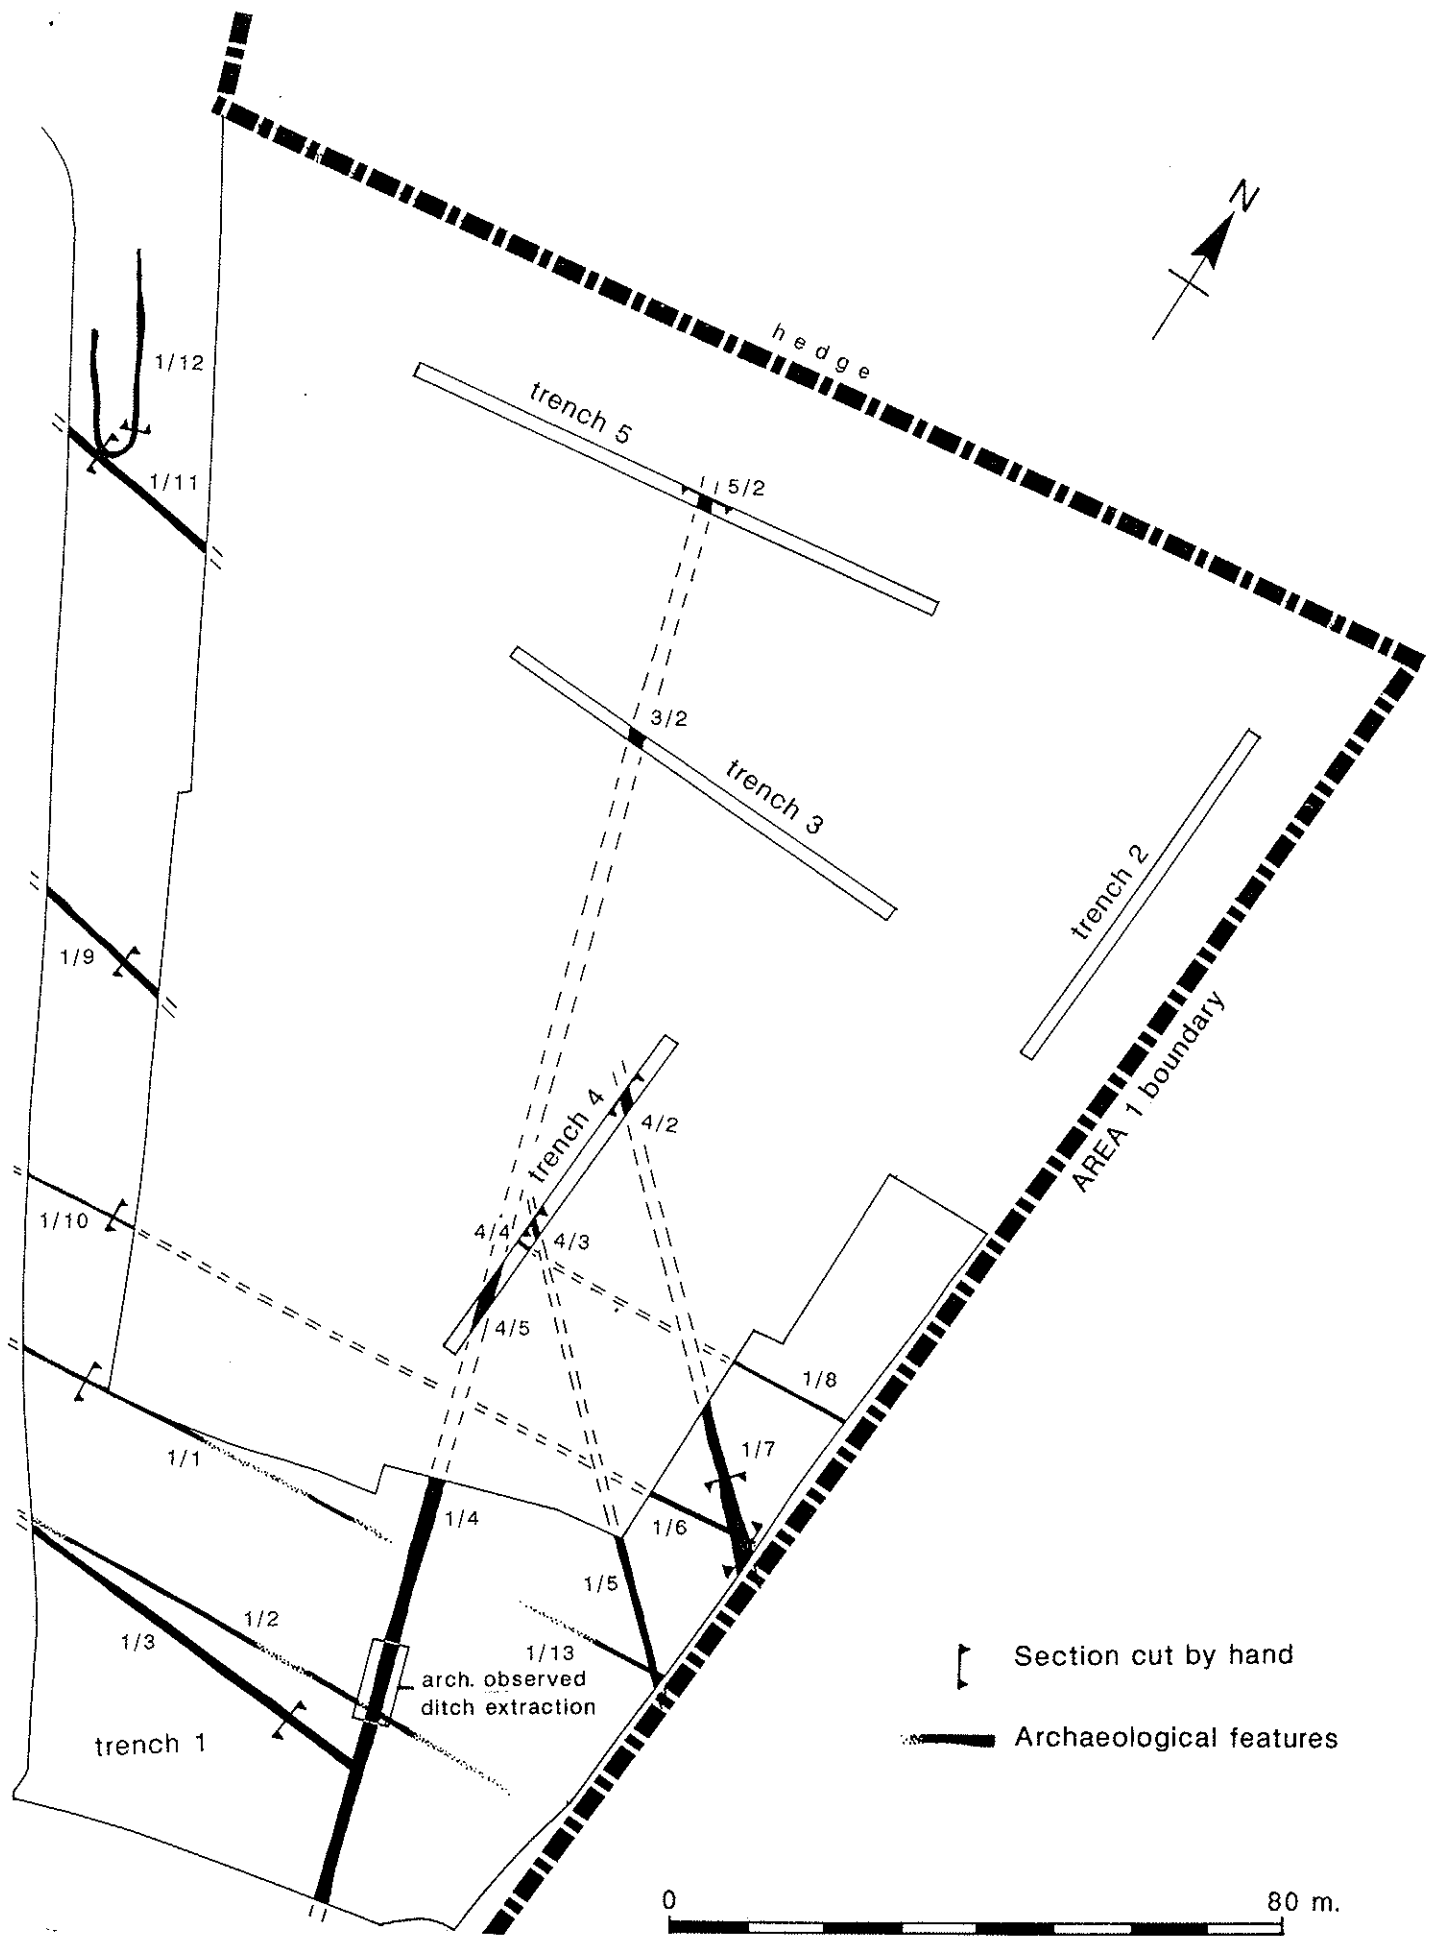 N
hedge
1/12
trench 5
1/11
5/2
3/2
trench 3
trench 2
1/9
AREA 1 boundary
trench 4
4/2
1/10
4/4
4/3
4/5
1/8
1/1
1/7
1/4
1/6
1/5
1/2
1/3
1/13
arch. observed
ditch extraction
trench 1
Section cut by hand
Archaeological features
0
80 m.